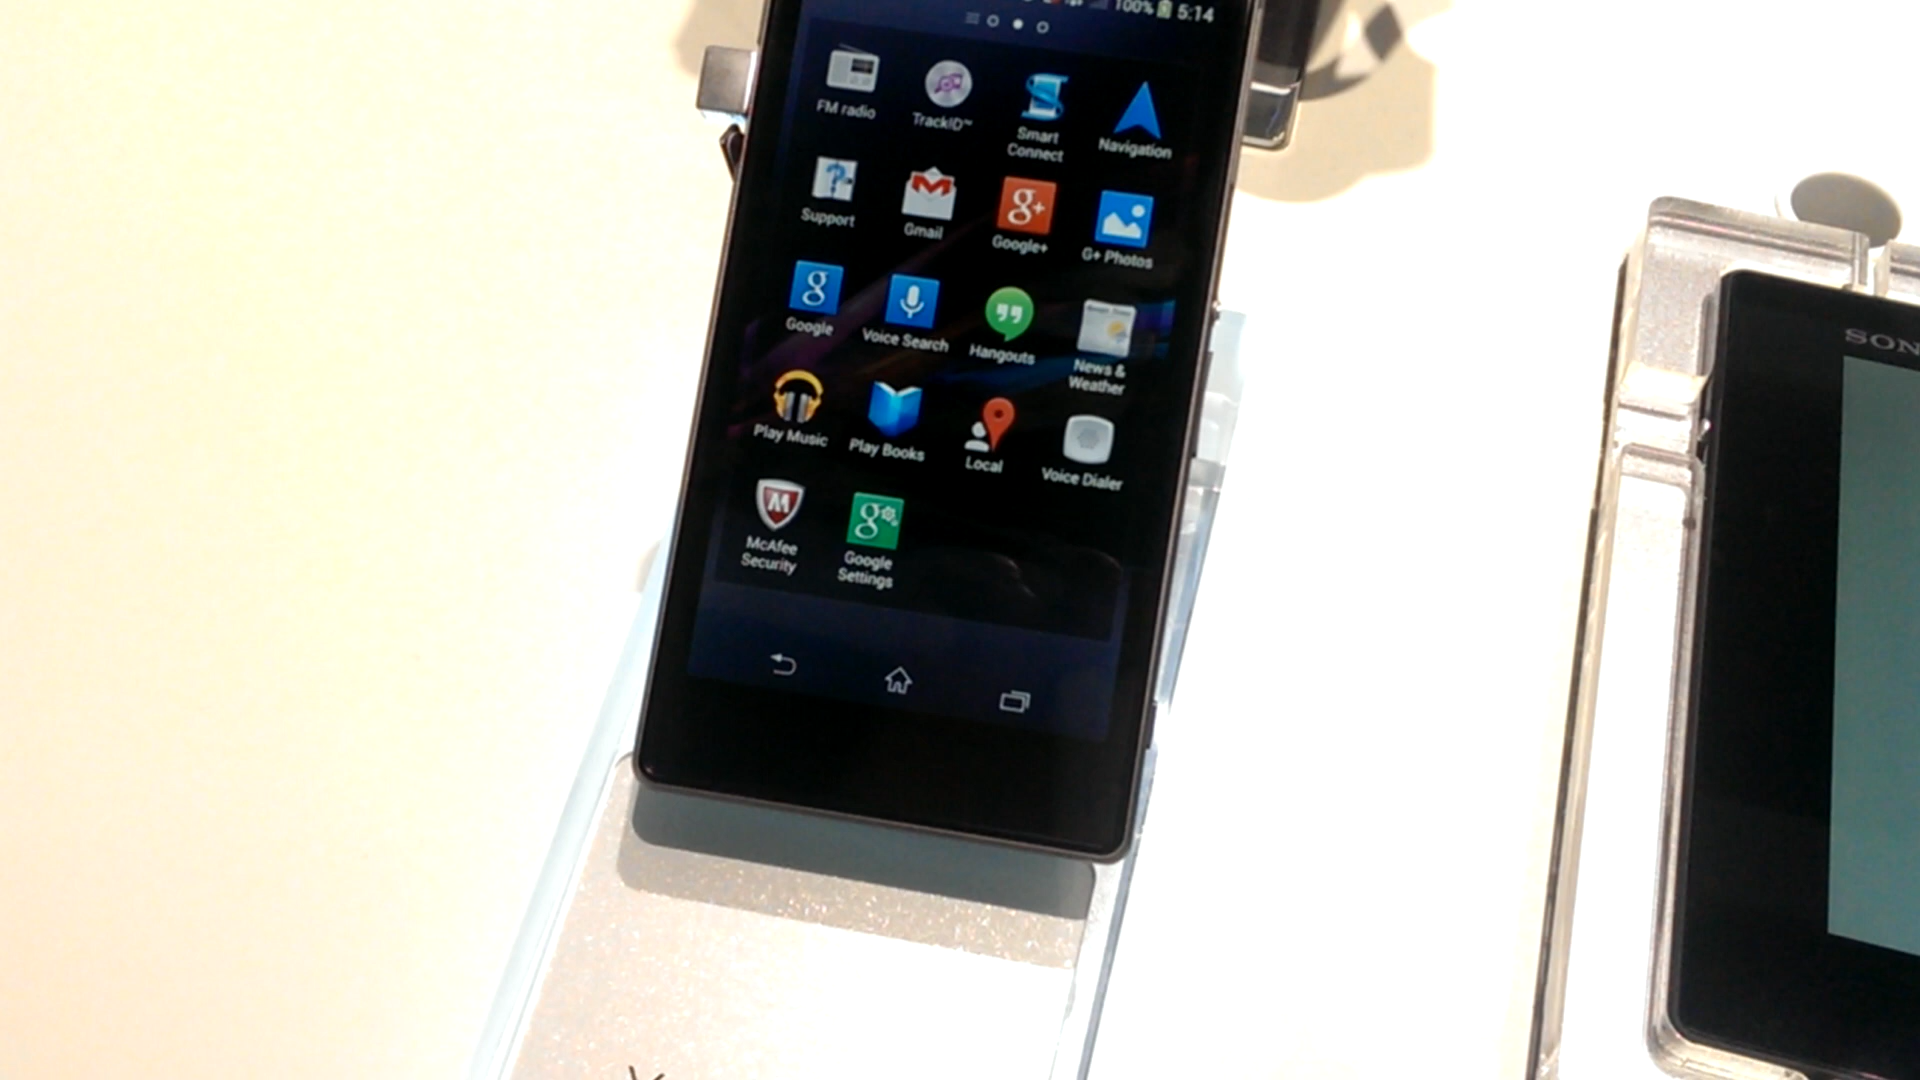 100% 5:14
FM radio
TrackID™
Smart
Connect
Navigation
Support
Gmail
g+
Google+
G+ Photos
g
Google
Voice Search
Hangouts
News &
Weather
Play Music
Play Books
Local
Voice Dialer
M
McAfee
Security
g
Google
Settings
SON